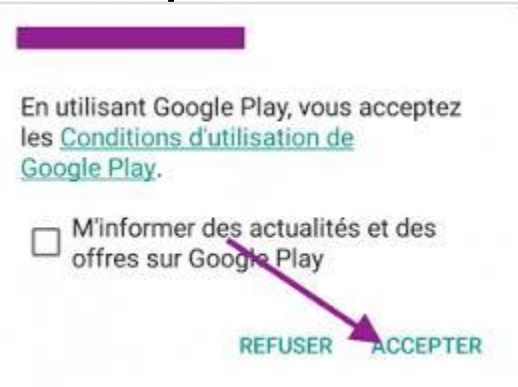 En utilisant Google Play, vous acceptez
les Conditions d'utilisation de
Google Play.
M'informer des actualités et des
offres sur Google Play
REFUSER ACCEPTER